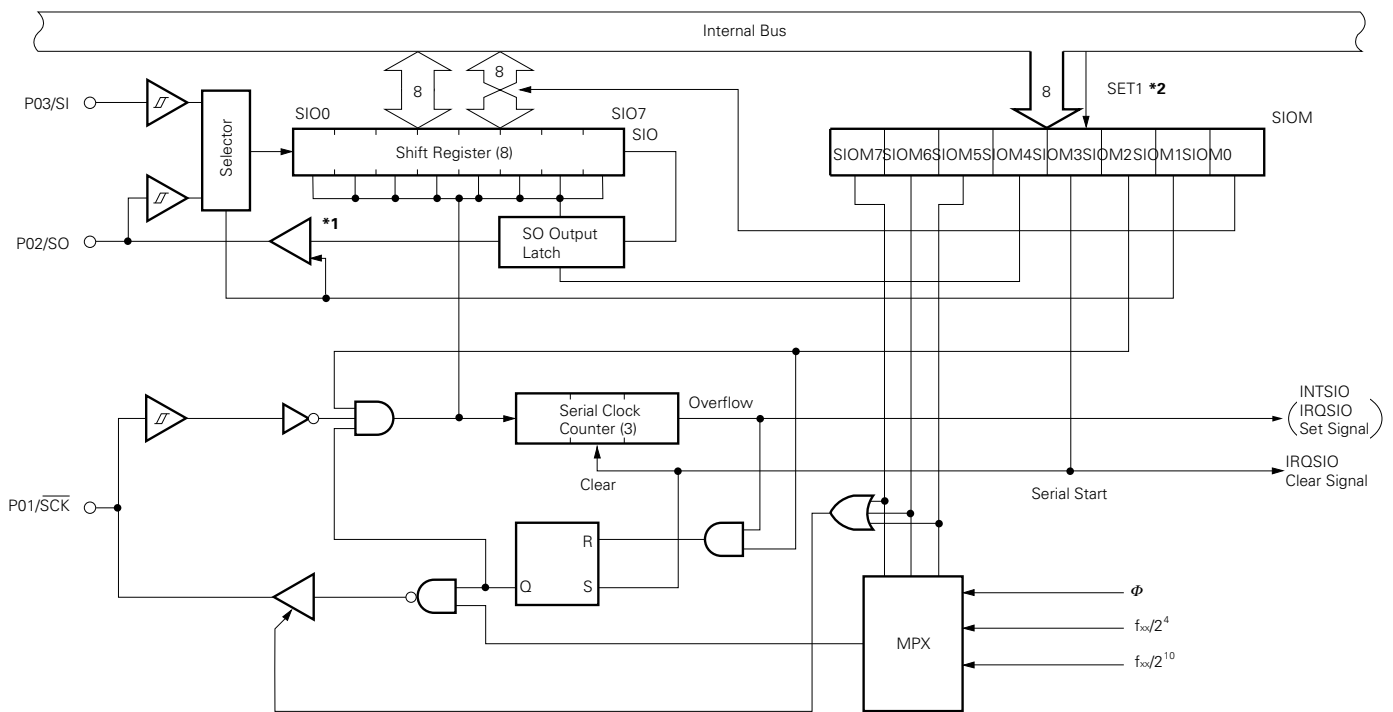 Internal Bus
P03/SI
8
8
8
SET1 *2
SIO0
SIO7
SIO
SIOM
Selector
Shift Register (8)
SIOM7SIOM6SIOM5SIOM4SIOM3SIOM2SIOM1SIOM0
P02/SO
*1
SO Output
Latch
Serial Clock
Counter (3)
Overflow
INTSIO
(IRQSIO
Set Signal)
Clear
Serial Start
IRQSIO
Clear Signal
P01/S̅C̅K̅
R
Q
S
MPX
Φ
fxx/2⁴
fxx/2¹⁰